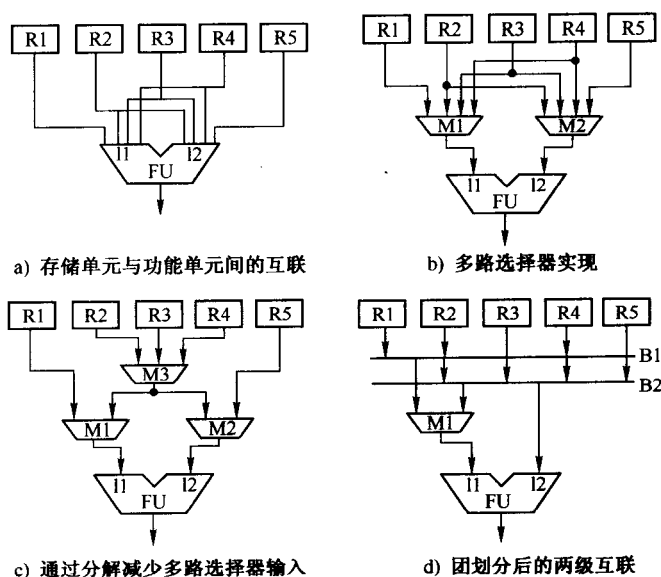 R1 R2 R3 R4 R5
I1 I2
FU
a) 存储单元与功能单元间的互联
R1 R2 R3 R4 R5
M1 M2
I1 I2
FU
b) 多路选择器实现
R1 R2 R3 R4 R5
M3
M1 M2
I1 I2
FU
c) 通过分解减少多路选择器输入
R1 R2 R3 R4 R5
B1
B2
M1
I1 I2
FU
d) 团划分后的两级互联